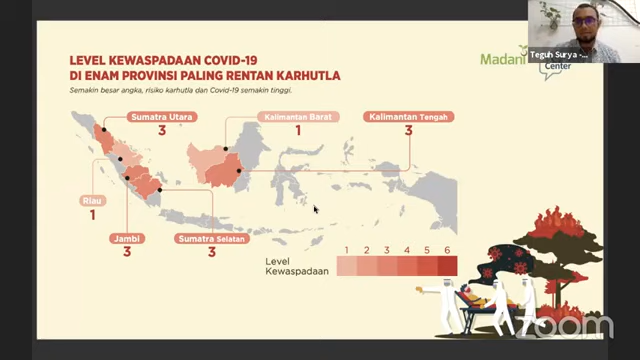 LEVEL KEWASPADAAN COVID-19
DI ENAM PROVINSI PALING RENTAN KARHUTLA
Semakin besar angka, risiko karhutla dan Covid-19 semakin tinggi.
Madani
Center
Teguh Surya -...
Sumatra Utara
3
Kalimantan Barat
1
Kalimantan Tengah
3
Riau
1
Jambi
3
Sumatra Selatan
3
Level
Kewaspadaan
1 2 3 4 5 6
zoom